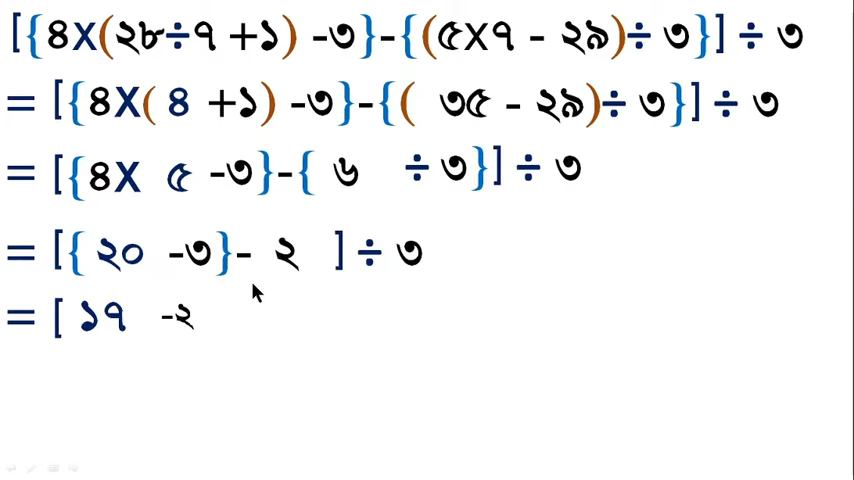 [{৪X(২৮÷৭ +১) -৩}-{(৫X৭ - ২৯)÷ ৩}] ÷ ৩
= [{৪X( ৪ +১) -৩}-{( ৩৫ - ২৯)÷ ৩}] ÷ ৩
= [{৪X ৫ -৩}-{ ৬ ÷ ৩}] ÷ ৩
= [{ ২০ -৩}- ২ ] ÷ ৩
= [ ১৭ -২